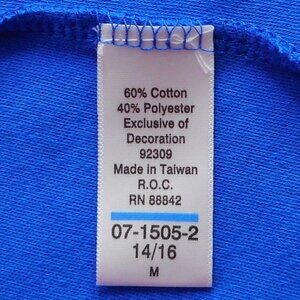 60% Cotton
40% Polyester
Exclusive of
Decoration
92309
Made in Taiwan
R.O.C.
RN 88842
07-1505-2
14/16
M